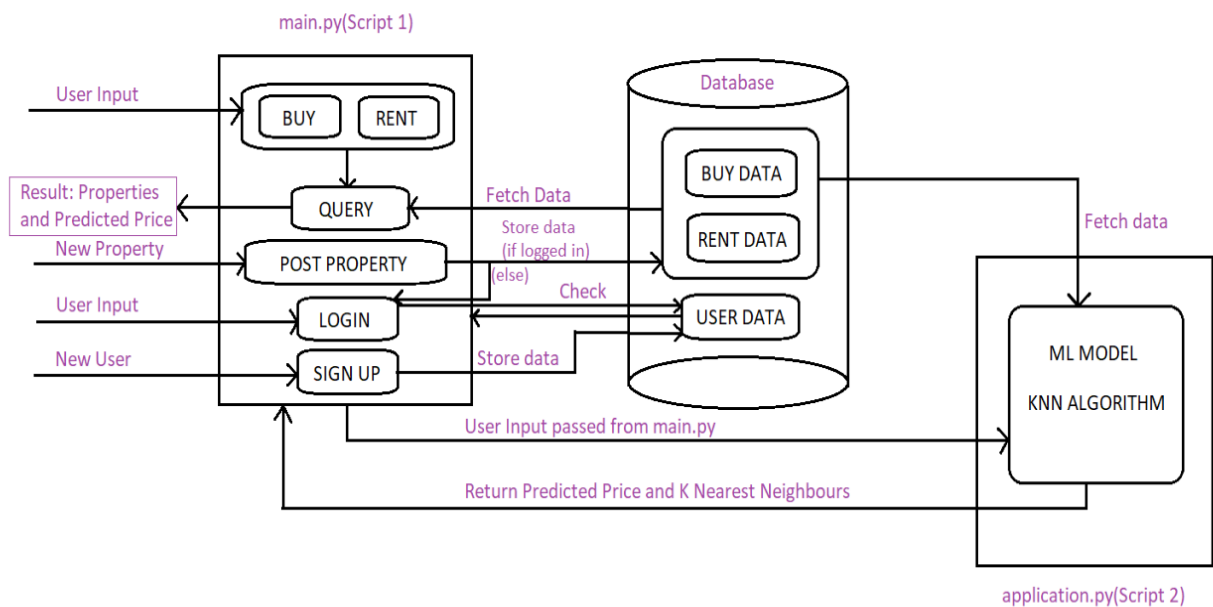 main.py(Script 1)
User Input
BUY
RENT
Result: Properties
and Predicted Price
QUERY
Fetch Data
New Property
POST PROPERTY
Store data
(if logged in)
(else)
User Input
LOGIN
Check
New User
SIGN UP
Store data
Database
BUY DATA
RENT DATA
USER DATA
Fetch data
ML MODEL
KNN ALGORITHM
User Input passed from main.py
Return Predicted Price and K Nearest Neighbours
application.py(Script 2)